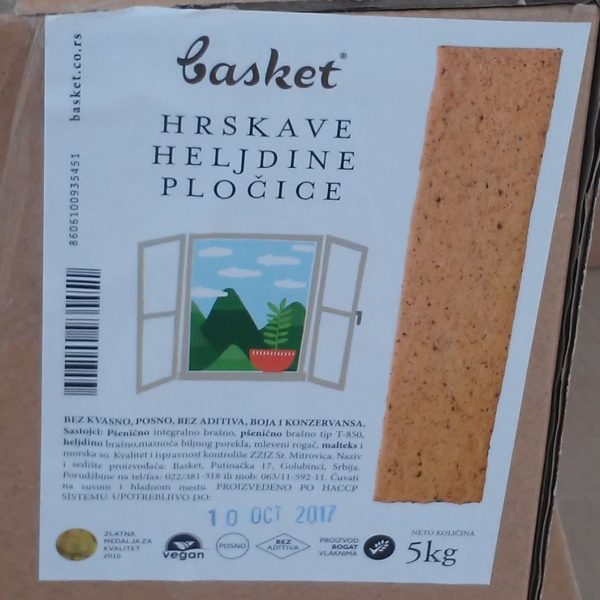 basket.co.rs
basket®
HRSKAVE
HELJDINE
PLOČICE
8606100935451
BEZ KVASNO, POSNO, BEZ ADITIVA, BOJA I KONZERVANSA.
Sastojci: Pšenično integralno brašno, pšenično brašno tip T-850,
heljdino brašno,masnoća biljnog porekla, mleveni rogač, malteks i
morska so. Kvalitet i ispravnost kontroliše ZZJZ Sr. Mitrovica. Naziv
i sedište proizvođača: Basket, Putinačka 17, Golubinci, Srbija.
Porudžbine na tel/fax: 022/381-318 ili mob: 063/11-592-11. Čuvati
na suvom i hladnom mestu. PROIZVEDENO PO HACCP
SISTEMU. UPOTREBLJIVO DO:
10 OCT 2017
ZLATNA
MEDALJA ZA
KVALITET
2010.
vegan
POSNO
BEZ
ADITIVA
PROIZVOD
BOGAT
VLAKNIMA
NETO KOLIČINA
5kg